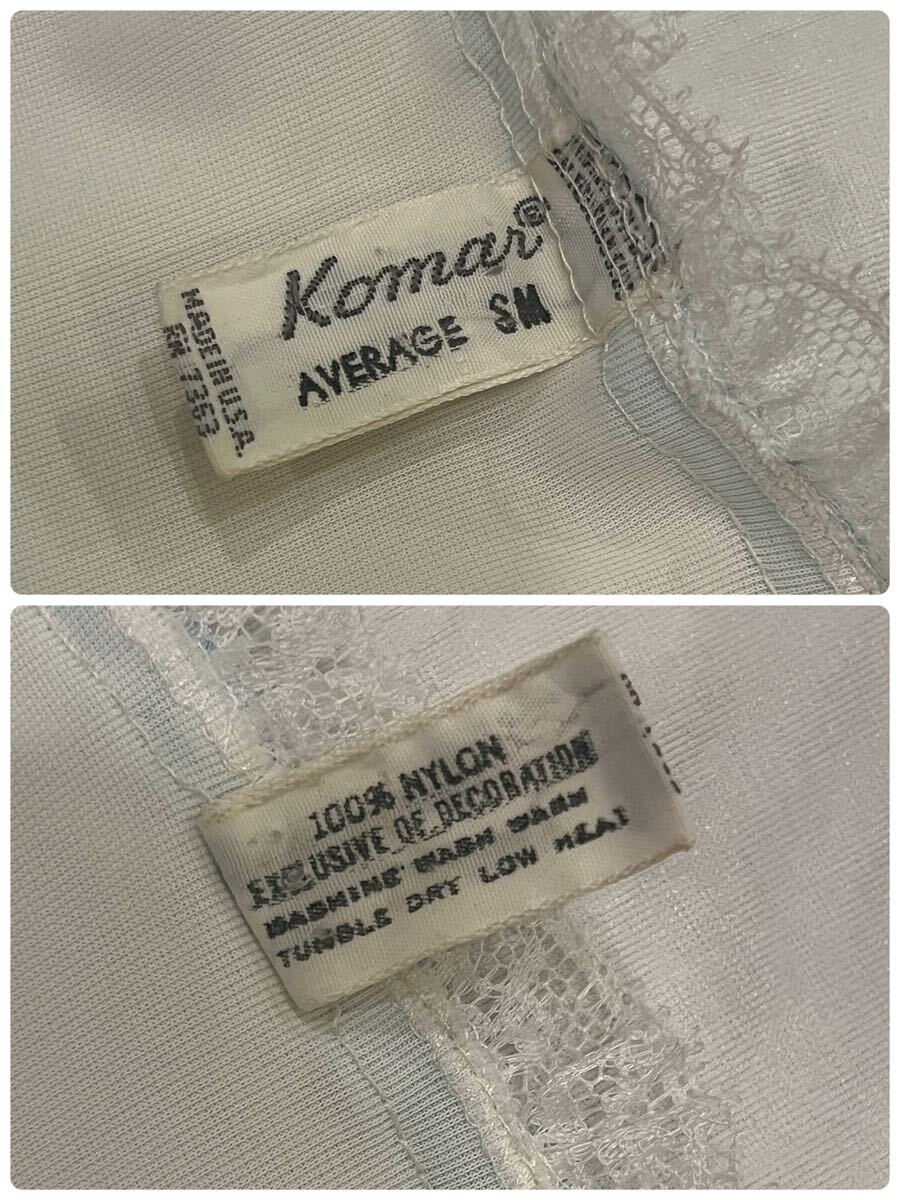 Komar®
AVERAGE SM
MADE IN U.S.A.
RN 7363
100% NYLON
EXCLUSIVE OF DECORATION
MACHINE WASH WARM
TUMBLE DRY LOW HEAT